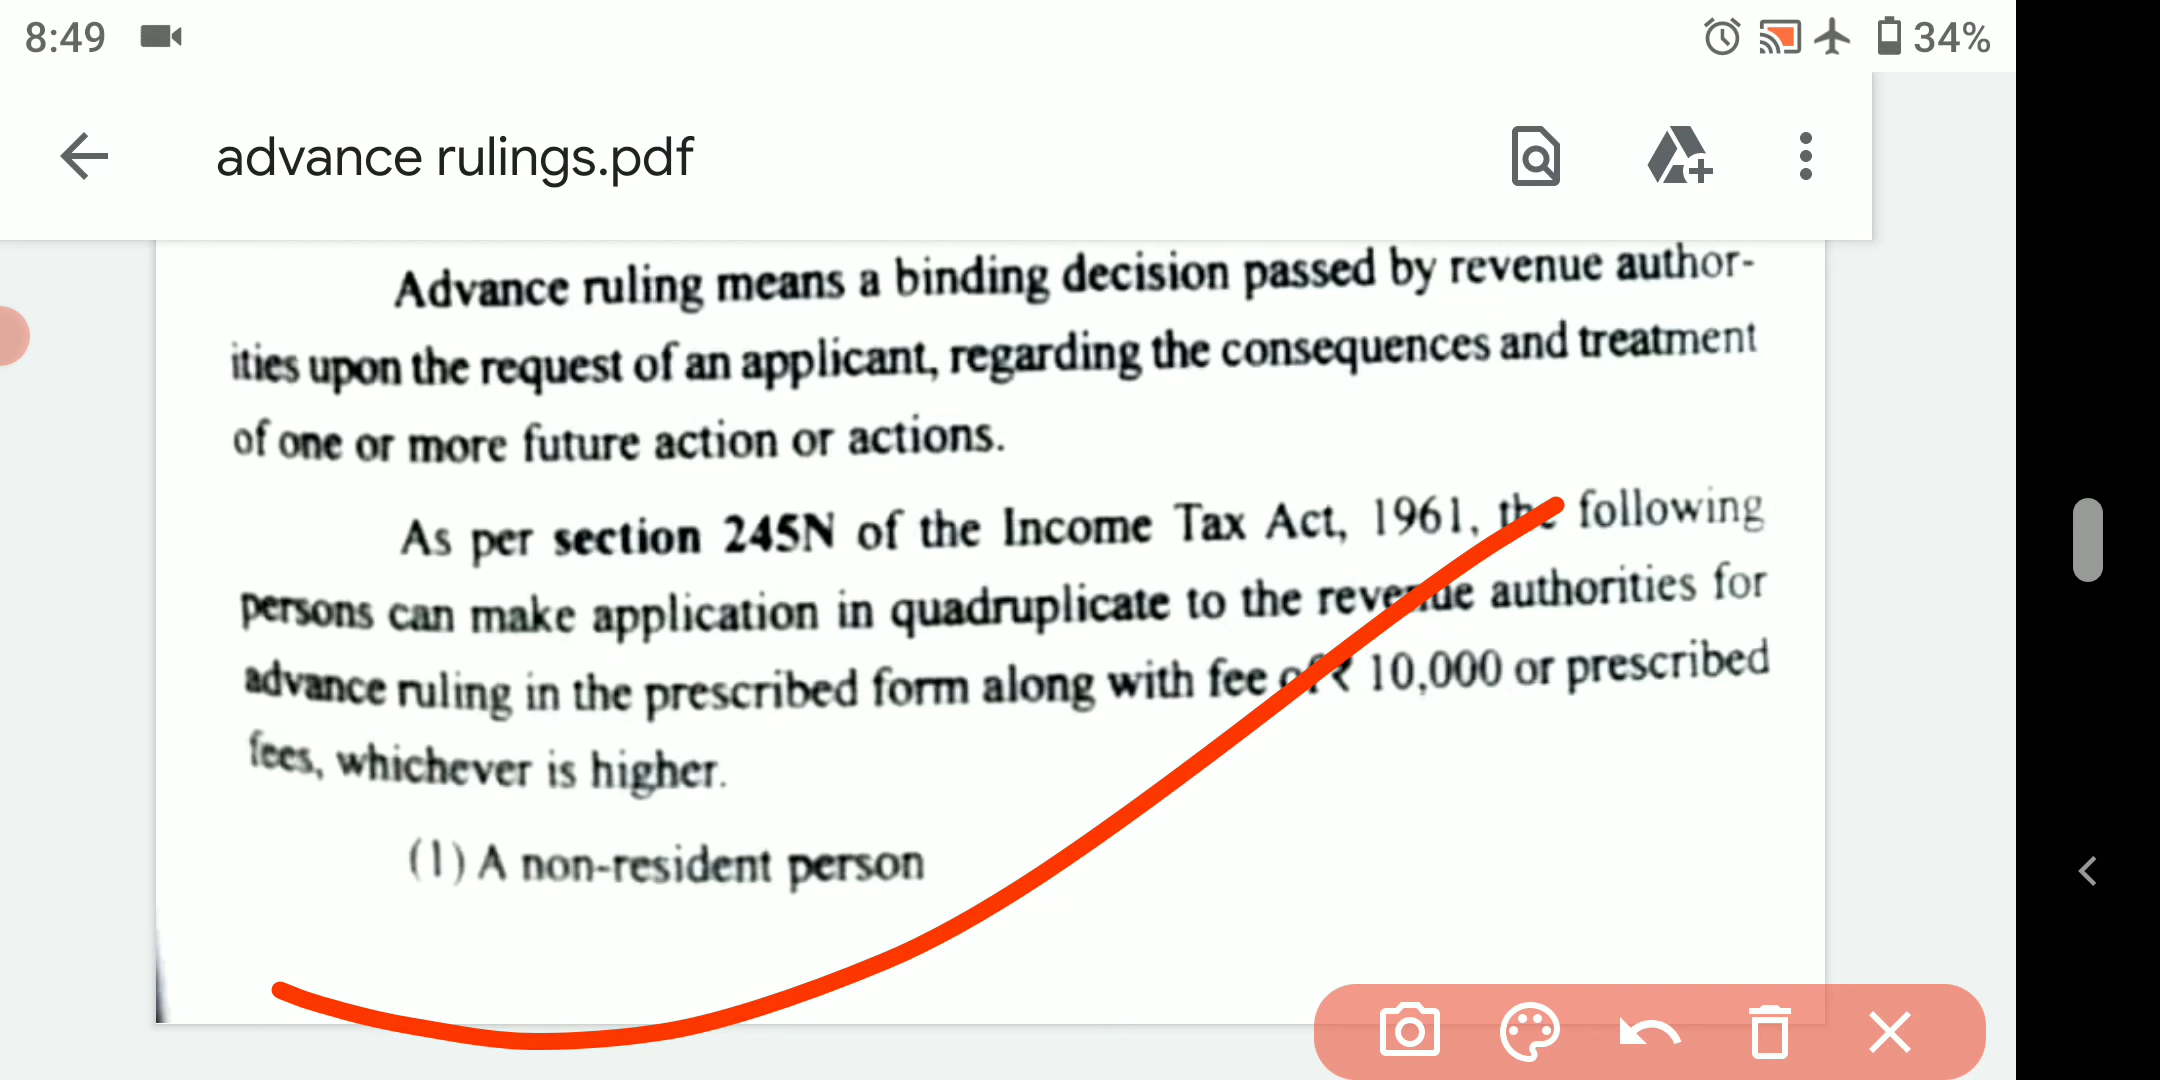 8:49
34%
advance rulings.pdf
Advance ruling means a binding decision passed by revenue author-
ities upon the request of an applicant, regarding the consequences and treatment
of one or more future action or actions.
As per section 245N of the Income Tax Act, 1961, the following
persons can make application in quadruplicate to the revenue authorities for
advance ruling in the prescribed form along with fee of ₹ 10,000 or prescribed
fees, whichever is higher.
(1) A non-resident person